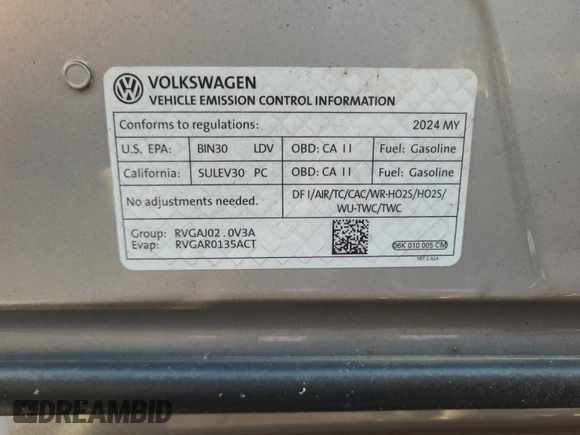 VOLKSWAGEN
VEHICLE EMISSION CONTROL INFORMATION
Conforms to regulations: 2024 MY
U.S. EPA: BIN30 LDV OBD: CA II Fuel: Gasoline
California: SULEV30 PC OBD: CA II Fuel: Gasoline
No adjustments needed. DFI/AIR/TC/CAC/WR-HO2S/HO2S/
WU-TWC/TWC
Group: RVGAJ02.0V3A
Evap: RVGAR0135ACT
06K 010 005 CM
DREAMBID